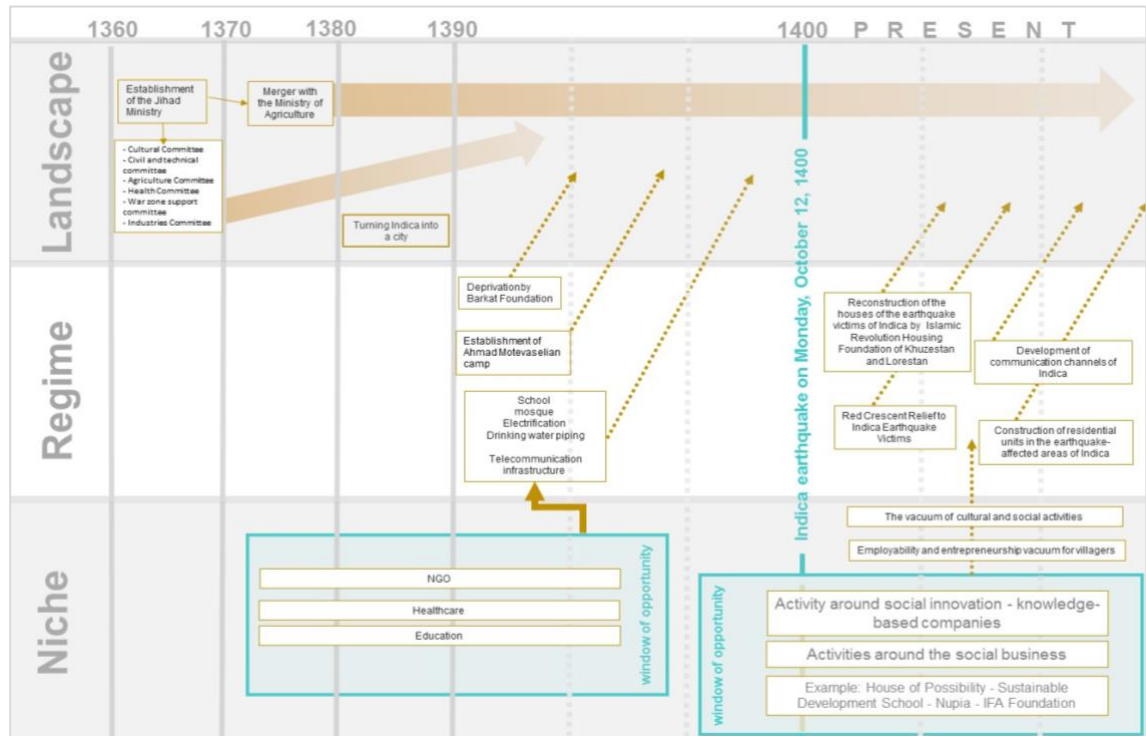 1360
1370
1380
1390
1400
P R E S E N T
Landscape
Establishment
of the Jihad
Ministry
Merger with
the Ministry of
Agriculture
- Cultural Committee
- Civil and technical
committee
- Agriculture Committee
- Health Committee
- War zone support
committee
- Industries Committee
Turning Indica into
a city
Regime
Deprivation by
Barkat Foundation
Establishment of
Ahmad Motevaselian
camp
School
mosque
Electrification
Drinking water piping
Telecommunication
infrastructure
Indica earthquake on Monday, October 12, 1400
Reconstruction of the
houses of the earthquake
victims of Indica by Islamic
Revolution Housing
Foundation of Khuzestan
and Lorestan
Development of
communication channels of
Indica
Red Crescent Relief to
Indica Earthquake
Victims
Construction of residential
units in the earthquake-
affected areas of Indica
Niche
NGO
Healthcare
Education
window of opportunity
The vacuum of cultural and social activities
Employability and entrepreneurship vacuum for villagers
window of opportunity
Activity around social innovation - knowledge-
based companies
Activities around the social business
Example: House of Possibility - Sustainable
Development School - Nupia - IFA Foundation